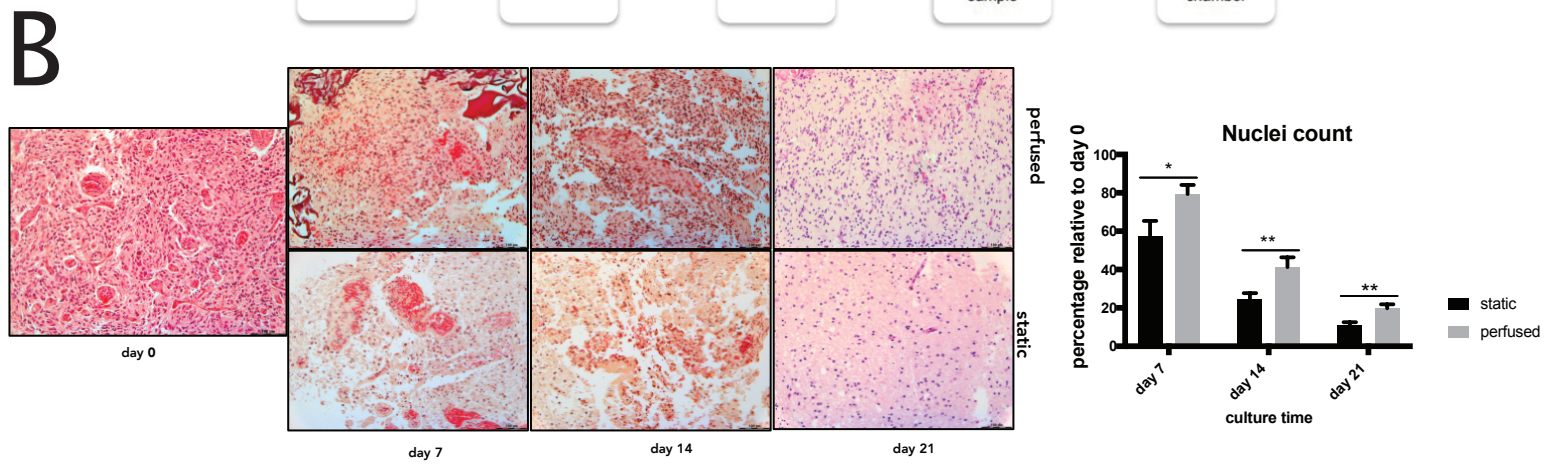 B
perfused
static
day 0
day 7
day 14
day 21
Nuclei count
percentage relative to day 0
100
80
60
40
20
0
*
**
**
day 7
day 14
day 21
culture time
static
perfused